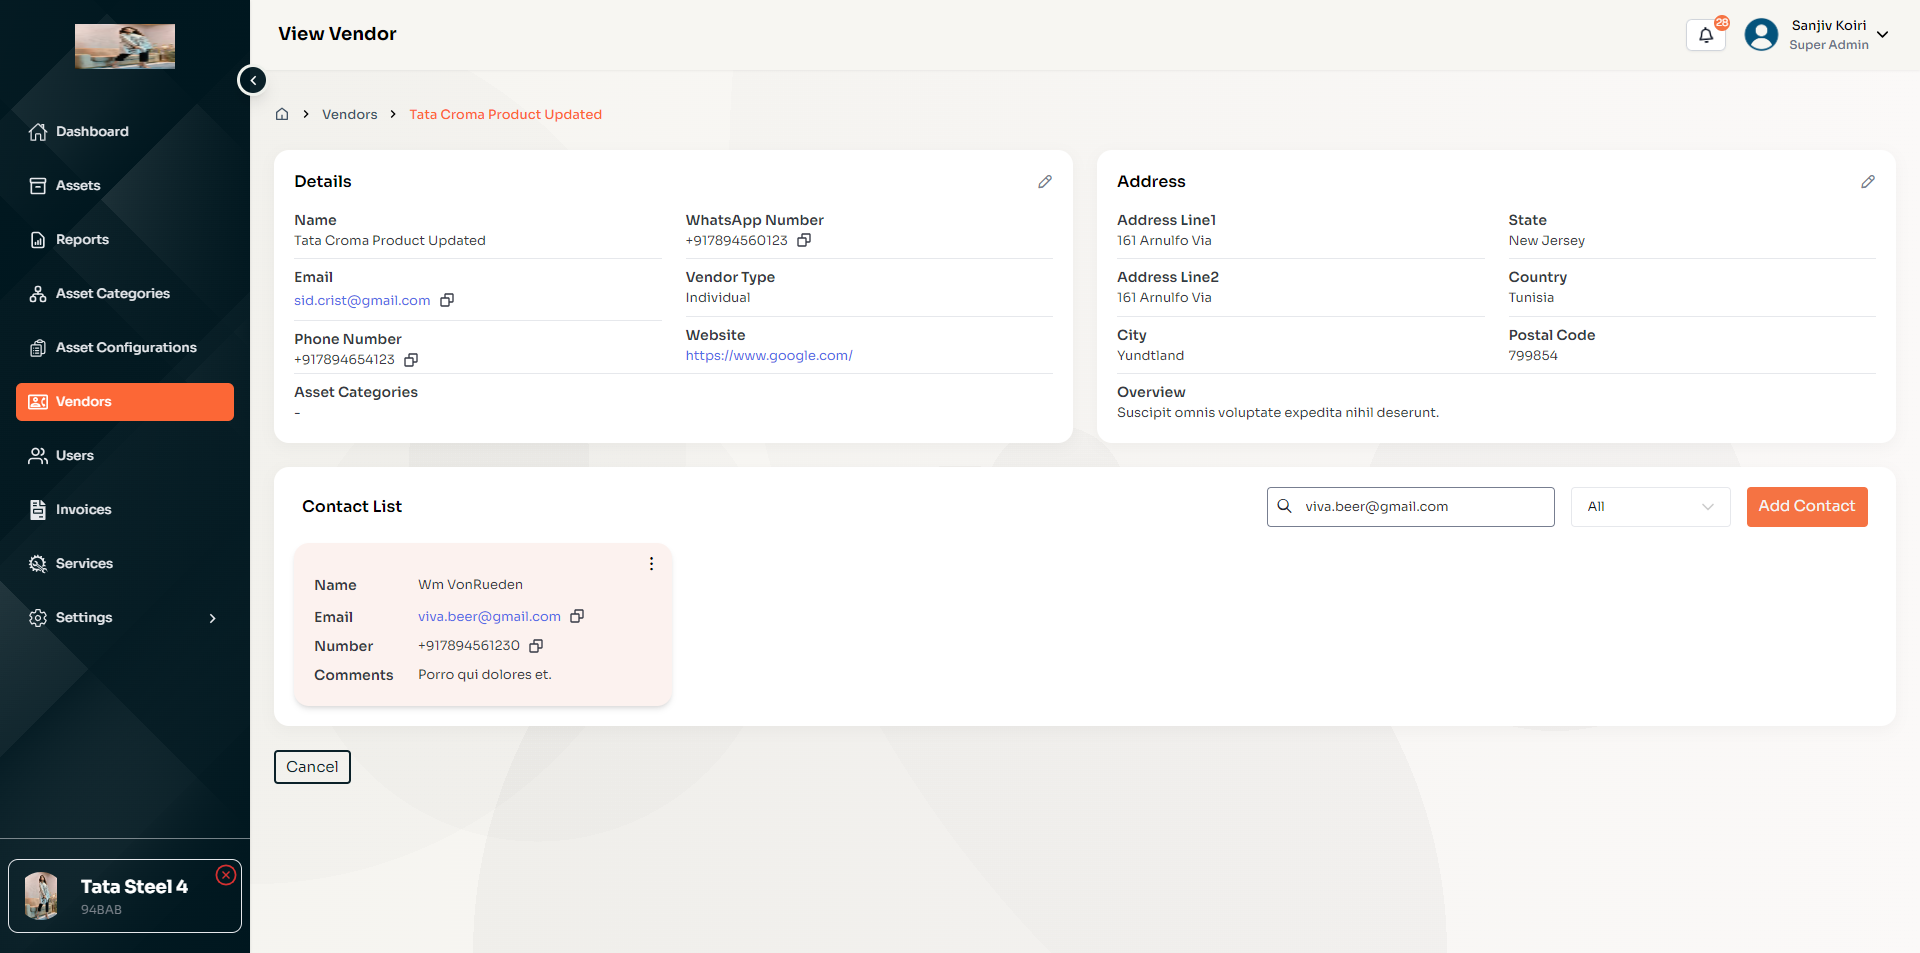 View Vendor
28
Sanjiv Koiri
Super Admin
Dashboard
Assets
Reports
Asset Categories
Asset Configurations
Vendors
Users
Invoices
Services
Settings
Tata Steel 4
94BAB
Vendors
Tata Croma Product Updated
Details
Name
Tata Croma Product Updated
WhatsApp Number
+917894560123
Email
sid.crist@gmail.com
Vendor Type
Individual
Phone Number
+917894654123
Website
https://www.google.com/
Asset Categories
-
Address
Address Line1
161 Arnulfo Via
State
New Jersey
Address Line2
161 Arnulfo Via
Country
Tunisia
City
Yundtland
Postal Code
799854
Overview
Suscipit omnis voluptate expedita nihil deserunt.
Contact List
viva.beer@gmail.com
All
Add Contact
Name Wm VonRueden
Email viva.beer@gmail.com
Number +917894561230
Comments Porro qui dolores et.
Cancel